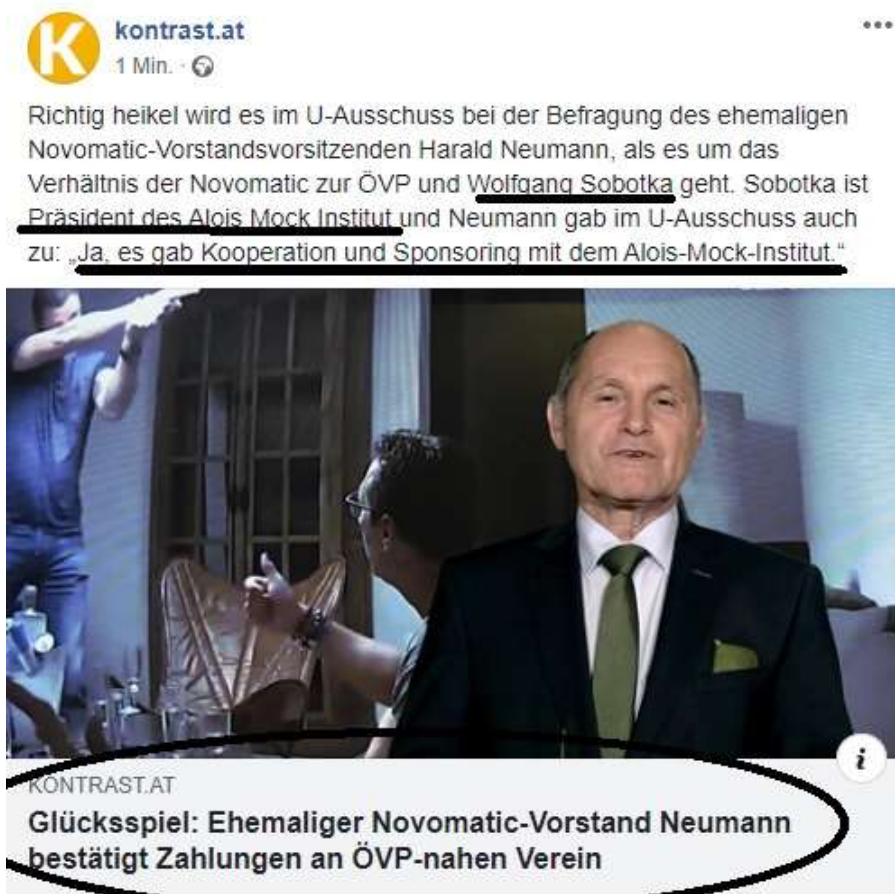 K
kontrast.at
1 Min.
Richtig heikel wird es im U-Ausschuss bei der Befragung des ehemaligen
Novomatic-Vorstandsvorsitzenden Harald Neumann, als es um das
Verhältnis der Novomatic zur ÖVP und Wolfgang Sobotka geht. Sobotka ist
Präsident des Alois Mock Institut und Neumann gab im U-Ausschuss auch
zu: „Ja, es gab Kooperation und Sponsoring mit dem Alois-Mock-Institut.“
i
KONTRAST.AT
Glücksspiel: Ehemaliger Novomatic-Vorstand Neumann
bestätigt Zahlungen an ÖVP-nahen Verein